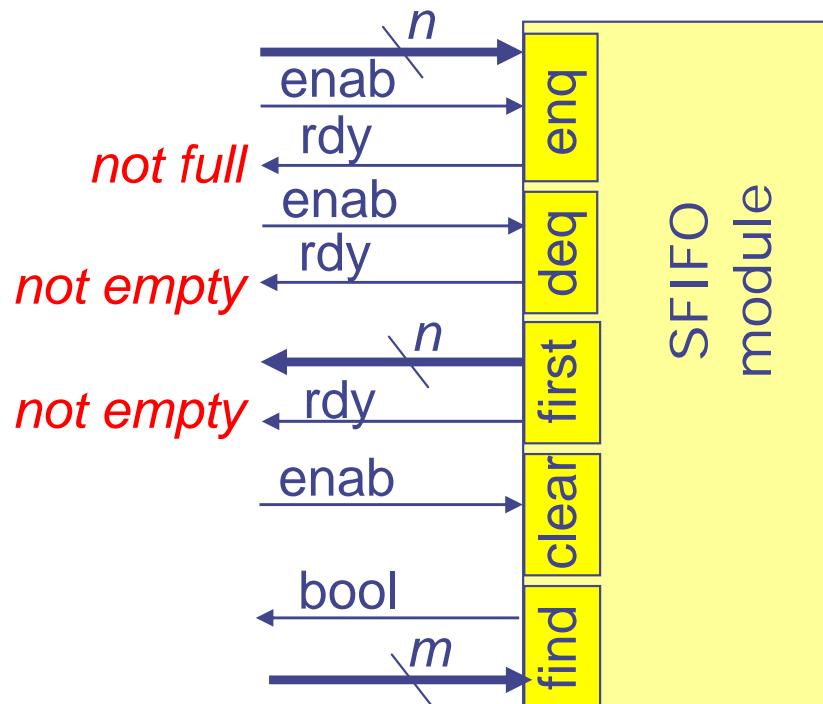 n
enab
enq
rdy
not full
enab
deq
rdy
not empty
n
first
rdy
not empty
enab
clear
bool
find
m
SFIFO
module